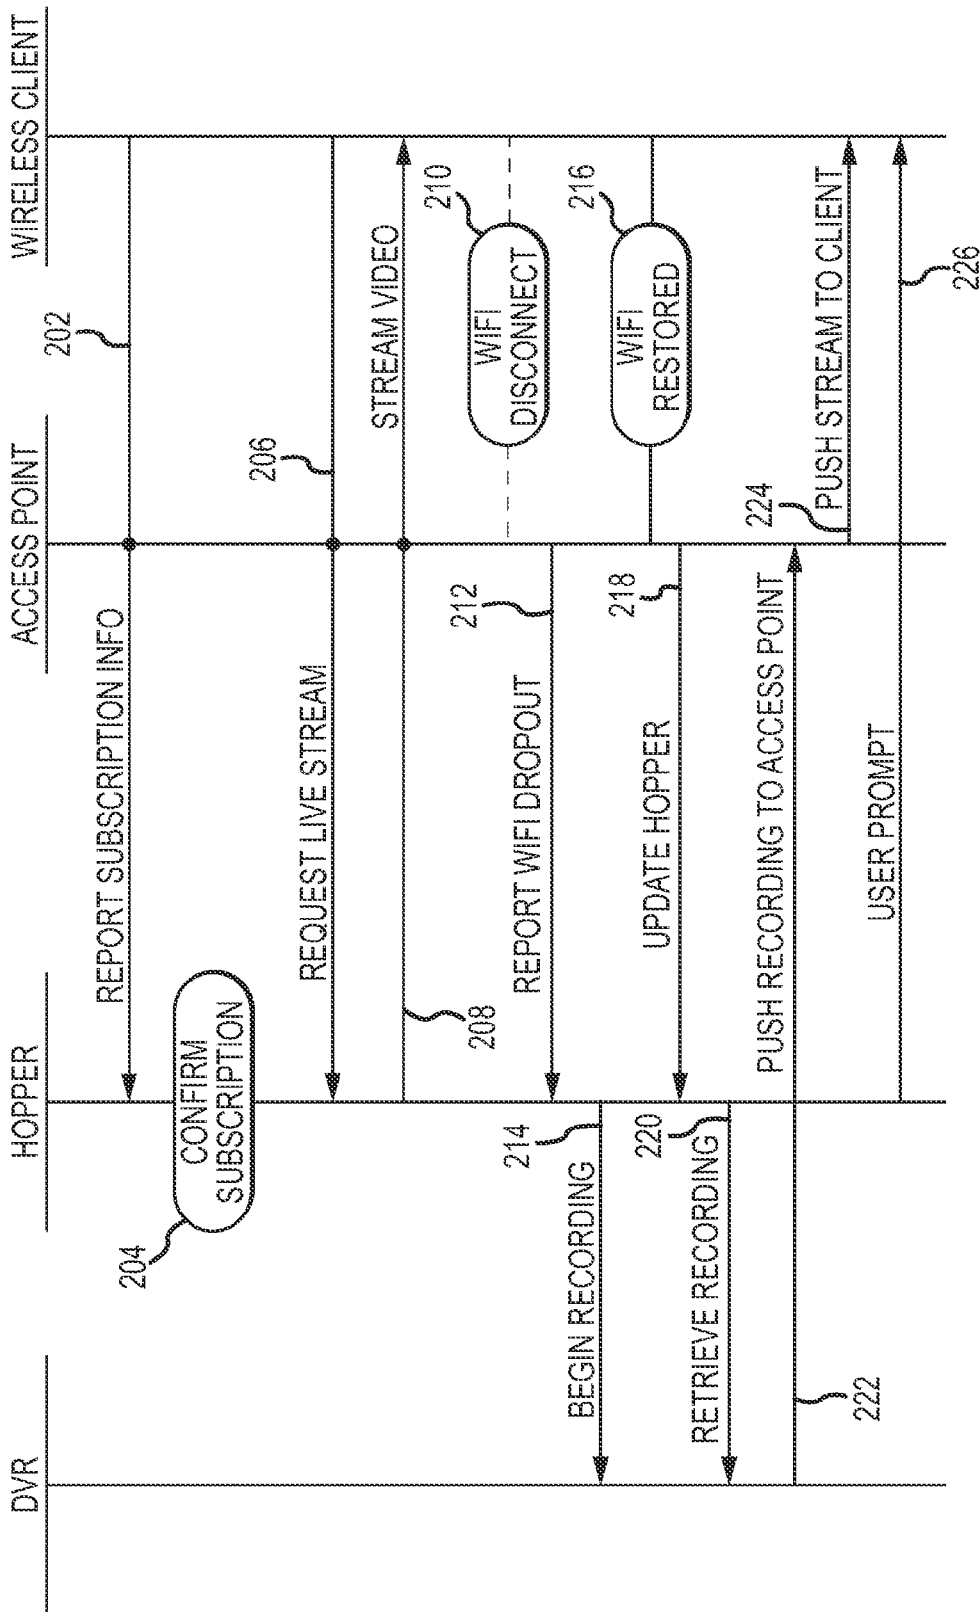 DVR
HOPPER
ACCESS POINT
WIRELESS CLIENT
202
REPORT SUBSCRIPTION INFO
204
CONFIRM
SUBSCRIPTION
206
REQUEST LIVE STREAM
STREAM VIDEO
208
210
WIFI
DISCONNECT
212
REPORT WIFI DROPOUT
214
BEGIN RECORDING
216
WIFI
RESTORED
218
UPDATE HOPPER
220
RETRIEVE RECORDING
PUSH RECORDING TO ACCESS POINT
222
224
PUSH STREAM TO CLIENT
USER PROMPT
226